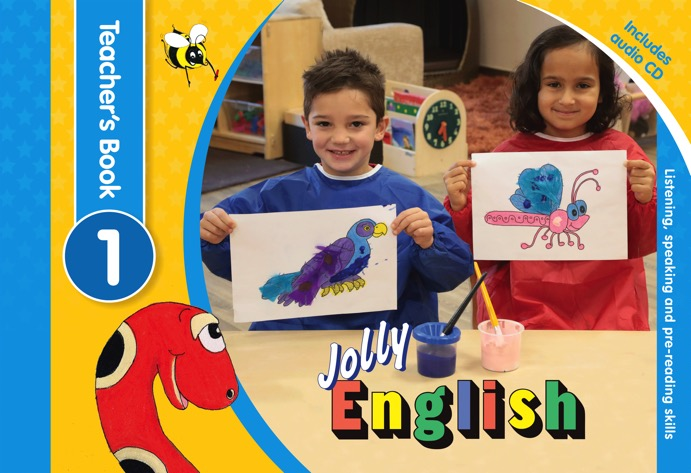 Teacher's Book
1
Includes
audio CD
Listening, speaking and pre-reading skills
Jolly
English